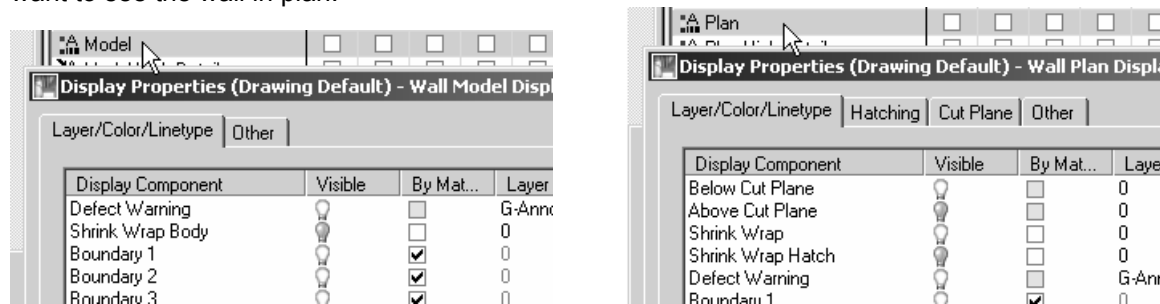 Model
Display Properties (Drawing Default) - Wall Model Displ
Layer/Color/Linetype Other
Display Component Visible By Mat... Layer
Defect Warning G-Anno
Shrink Wrap Body 0
Boundary 1 0
Boundary 2 0
Boundary 3 0
Plan
Display Properties (Drawing Default) - Wall Plan Displa
Layer/Color/Linetype Hatching Cut Plane Other
Display Component Visible By Mat... Laye
Below Cut Plane 0
Above Cut Plane 0
Shrink Wrap 0
Shrink Wrap Hatch 0
Defect Warning G-Ann
Boundary 1 0